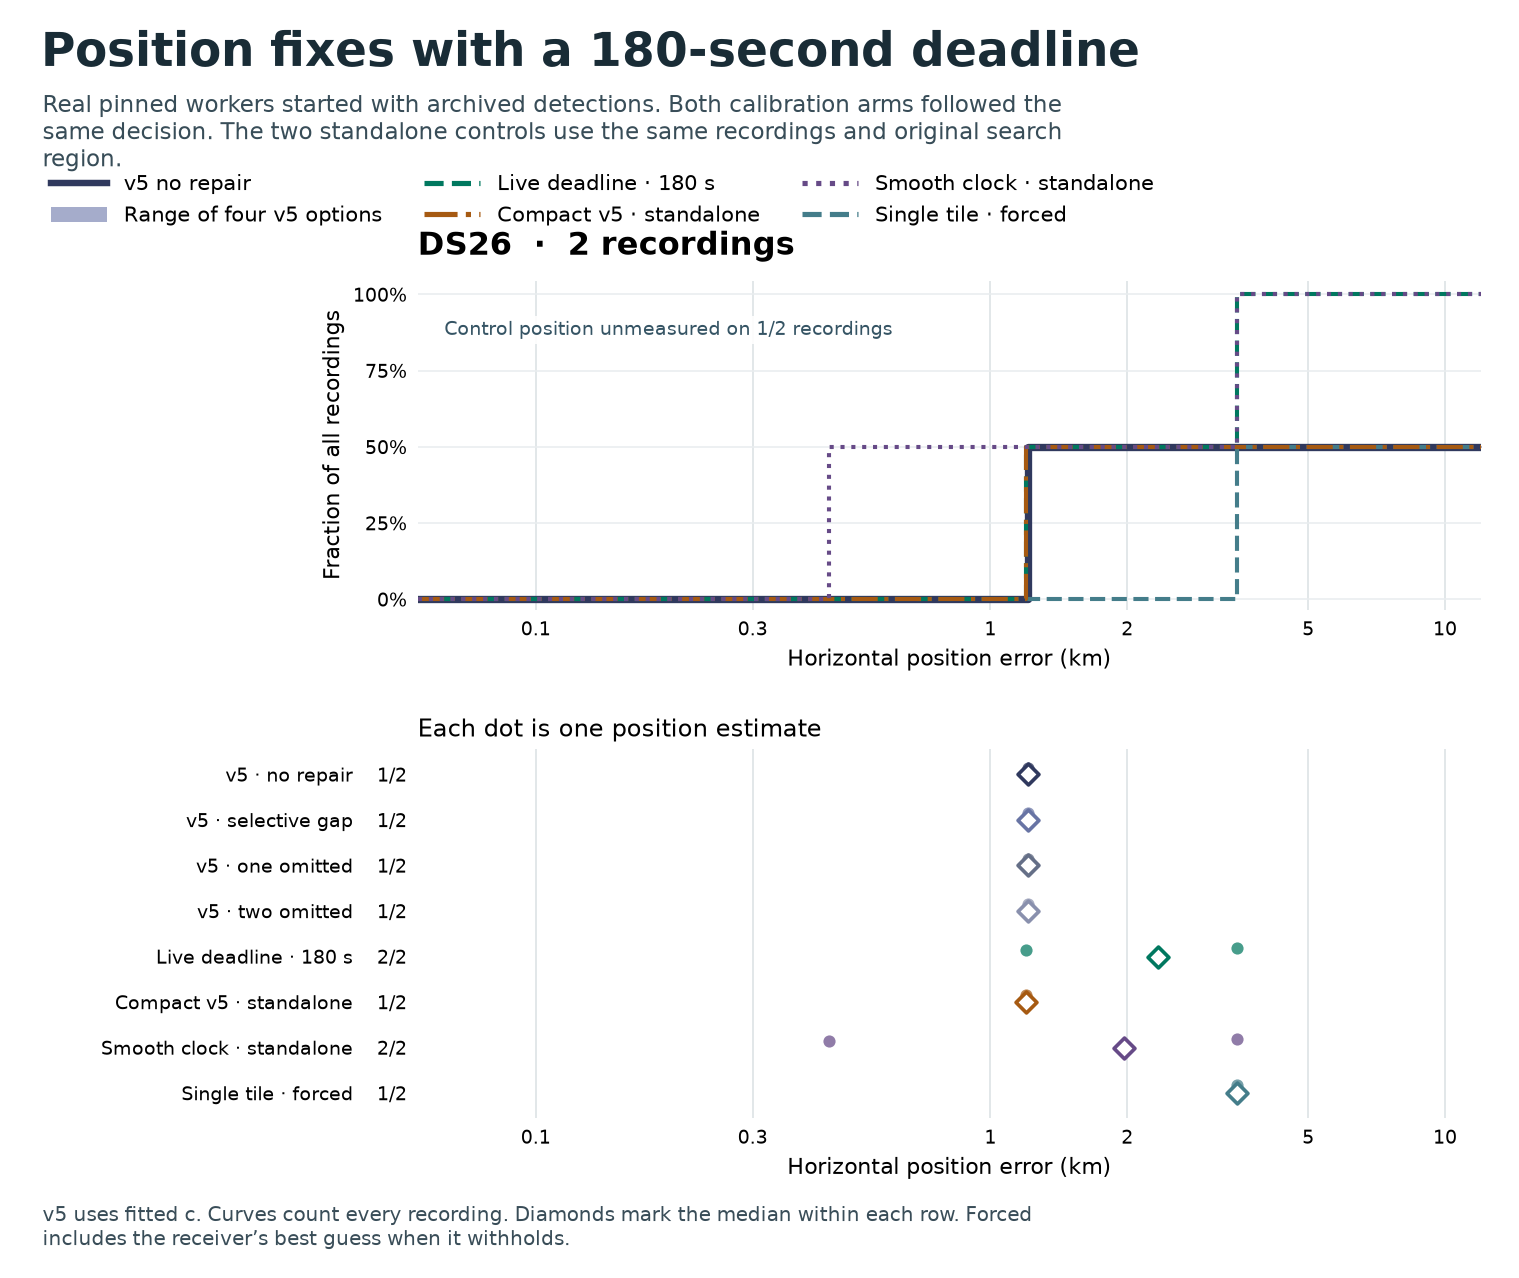 Position fixes with a 180-second deadline
Real pinned workers started with archived detections. Both calibration arms followed the
same decision. The two standalone controls use the same recordings and original search
region.
v5 no repair
Live deadline · 180 s
Smooth clock · standalone
Range of four v5 options
Compact v5 · standalone
Single tile · forced
DS26 · 2 recordings
100%
75%
50%
25%
0%
Fraction of all recordings
Control position unmeasured on 1/2 recordings
0.1 0.3 1 2 5 10
Horizontal position error (km)
Each dot is one position estimate
v5 · no repair 1/2
v5 · selective gap 1/2
v5 · one omitted 1/2
v5 · two omitted 1/2
Live deadline · 180 s 2/2
Compact v5 · standalone 1/2
Smooth clock · standalone 2/2
Single tile · forced 1/2
0.1 0.3 1 2 5 10
Horizontal position error (km)
v5 uses fitted c. Curves count every recording. Diamonds mark the median within each row. Forced
includes the receiver’s best guess when it withholds.